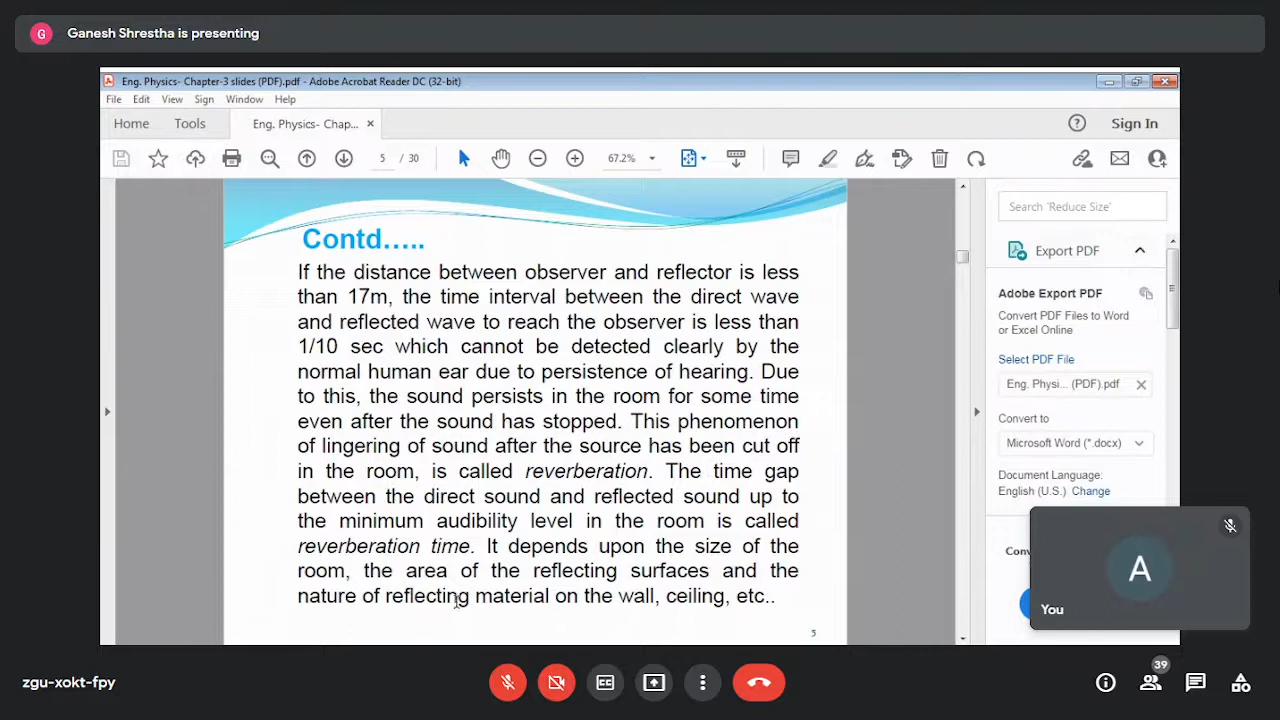 G Ganesh Shrestha is presenting
Eng. Physics- Chapter-3 slides (PDF).pdf - Adobe Acrobat Reader DC (32-bit)
File Edit View Sign Window Help
Home Tools Eng. Physics- Chap... × Sign In
5 / 30 67.2%
Search 'Reduce Size'
Export PDF
Adobe Export PDF
Convert PDF Files to Word
or Excel Online
Select PDF File
Eng. Physi... (PDF).pdf
Convert to
Microsoft Word (*.docx)
Document Language:
English (U.S.) Change
Conv
Contd…..
If the distance between observer and reflector is less
than 17m, the time interval between the direct wave
and reflected wave to reach the observer is less than
1/10 sec which cannot be detected clearly by the
normal human ear due to persistence of hearing. Due
to this, the sound persists in the room for some time
even after the sound has stopped. This phenomenon
of lingering of sound after the source has been cut off
in the room, is called reverberation. The time gap
between the direct sound and reflected sound up to
the minimum audibility level in the room is called
reverberation time. It depends upon the size of the
room, the area of the reflecting surfaces and the
nature of reflecting material on the wall, ceiling, etc..
5
A
You
zgu-xokt-fpy
CC
39